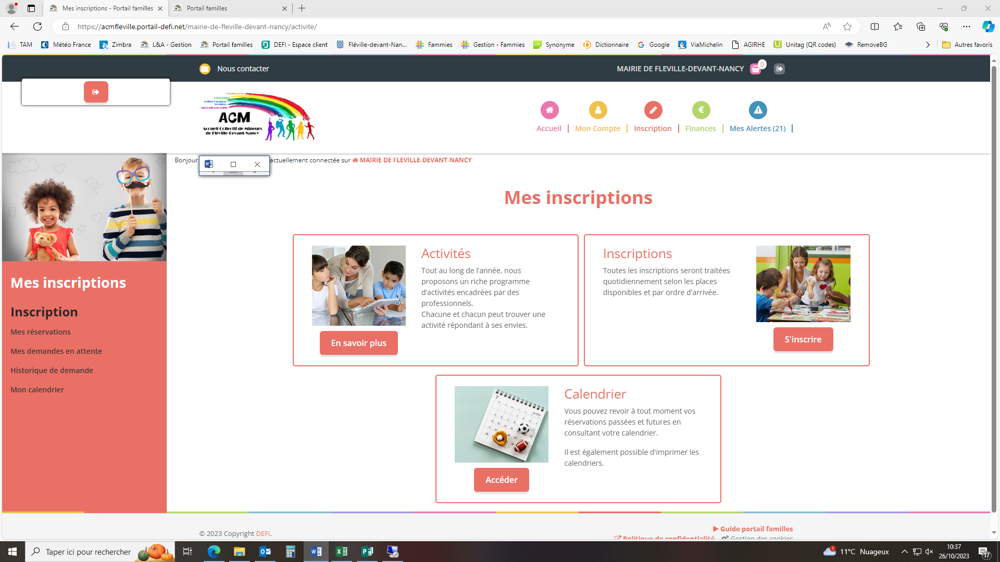 Mes inscriptions - Portail familles
Portail familles
https://acmfleville.portail-defi.net/mairie-de-fleville-devant-nancy/activite/
TAM
Météo France
Zimbra
L&A - Gestion
Portail familles
DEFI - Espace client
Fléville-devant-Nan...
Fammies
Gestion - Fammies
Synonyme
Dictionnaire
Google
ViaMichelin
AGIRHE
Unitag (QR codes)
RemoveBG
Autres favoris
Nous contacter
MAIRIE DE FLEVILLE-DEVANT-NANCY
0
ACM
Accueil Collectif de Mineurs
de Fléville-Devant-Nancy
Accueil
Mon Compte
Inscription
Finances
Mes Alertes (21)
Bonjour
actuellement connectée sur MAIRIE DE FLEVILLE-DEVANT-NANCY
Mes inscriptions
Activités
Tout au long de l’année, nous
proposons un riche programme
d’activités encadrées par des
professionnels.
Chacune et chacun peut trouver une
activité répondant à ses envies.
En savoir plus
Inscriptions
Toutes les inscriptions seront traitées
quotidiennement selon les places
disponibles et par ordre d'arrivée.
S'inscrire
Mes inscriptions
Inscription
Mes réservations
Mes demandes en attente
Historique de demande
Mon calendrier
Calendrier
Vous pouvez revoir à tout moment vos
réservations passées et futures en
consultant votre calendrier.
Il est également possible d'imprimer les
calendriers.
Accéder
© 2023 Copyright DEFI.
Guide portail familles
Politique de confidentialité
Gestion des cookies
Taper ici pour rechercher
1
11°C Nuageux
10:37
26/10/2023
17